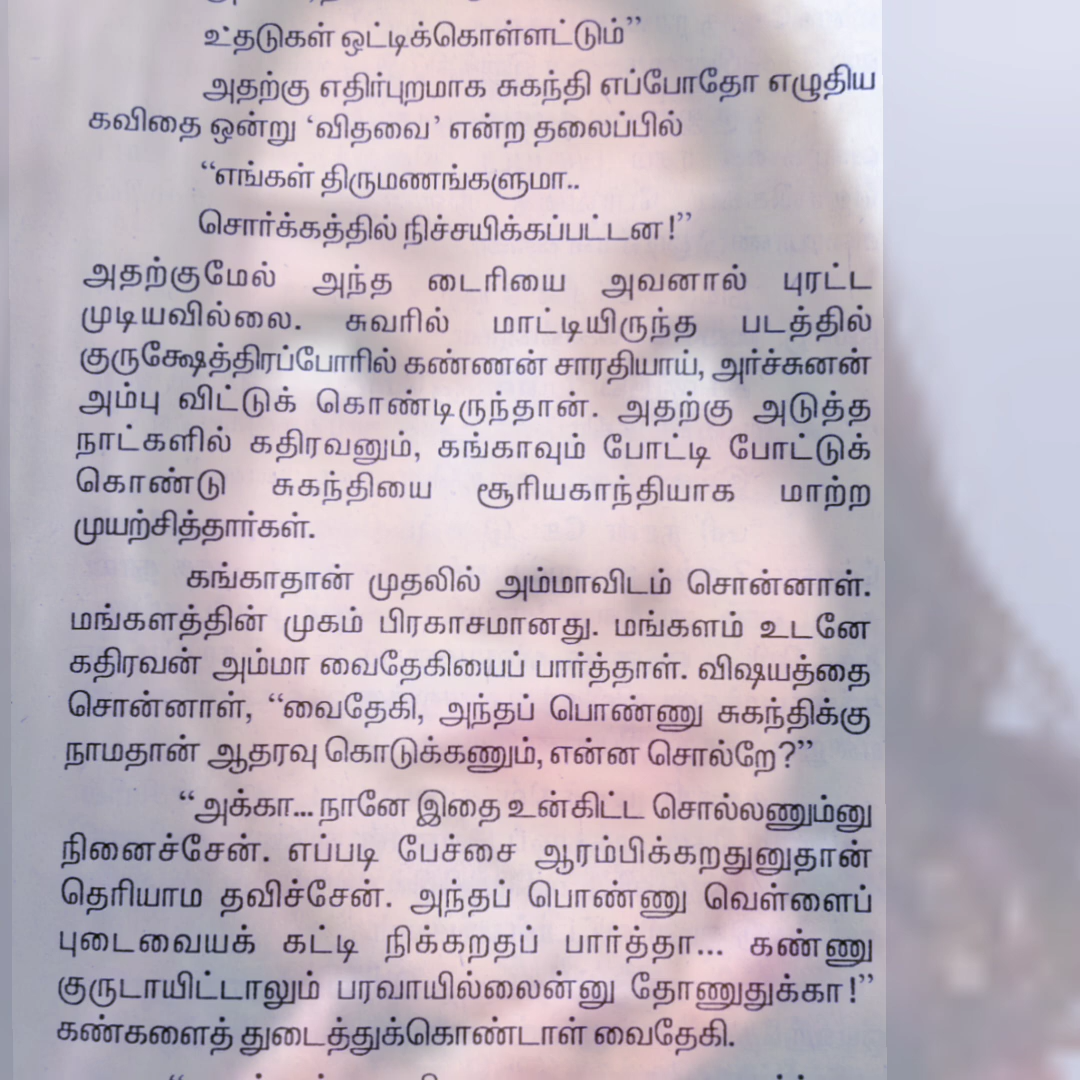 உதடுகள் ஒட்டிக்கொள்ளட்டும்”
அதற்கு எதிர்புறமாக சுகந்தி எப்போதோ எழுதிய
கவிதை ஒன்று ‘விதவை’ என்ற தலைப்பில்
“எங்கள் திருமணங்களுமா..
சொர்க்கத்தில் நிச்சயிக்கப்பட்டன!”
அதற்குமேல் அந்த டைரியை அவனால் புரட்ட
முடியவில்லை. சுவரில் மாட்டியிருந்த படத்தில்
குருக்ஷேத்திரப்போரில் கண்ணன் சாரதியாய், அர்ச்சுனன்
அம்பு விட்டுக் கொண்டிருந்தான். அதற்கு அடுத்த
நாட்களில் கதிரவனும், கங்காவும் போட்டி போட்டுக்
கொண்டு சுகந்தியை சூரியகாந்தியாக மாற்ற
முயற்சித்தார்கள்.
கங்காதான் முதலில் அம்மாவிடம் சொன்னாள்.
மங்களத்தின் முகம் பிரகாசமானது. மங்களம் உடனே
கதிரவன் அம்மா வைதேகியைப் பார்த்தாள். விஷயத்தை
சொன்னாள், “வைதேகி, அந்தப் பொண்ணு சுகந்திக்கு
நாமதான் ஆதரவு கொடுக்கணும், என்ன சொல்றே?”
“அக்கா... நானே இதை உன்கிட்ட சொல்லணும்னு
நினைச்சேன். எப்படி பேச்சை ஆரம்பிக்கறதுனுதான்
தெரியாம தவிச்சேன். அந்தப் பொண்ணு வெள்ளைப்
புடைவையக் கட்டி நிக்கறதப் பார்த்தா... கண்ணு
குருடாயிட்டாலும் பரவாயில்லைன்னு தோணுதுக்கா!”
கண்களைத் துடைத்துக்கொண்டாள் வைதேகி.